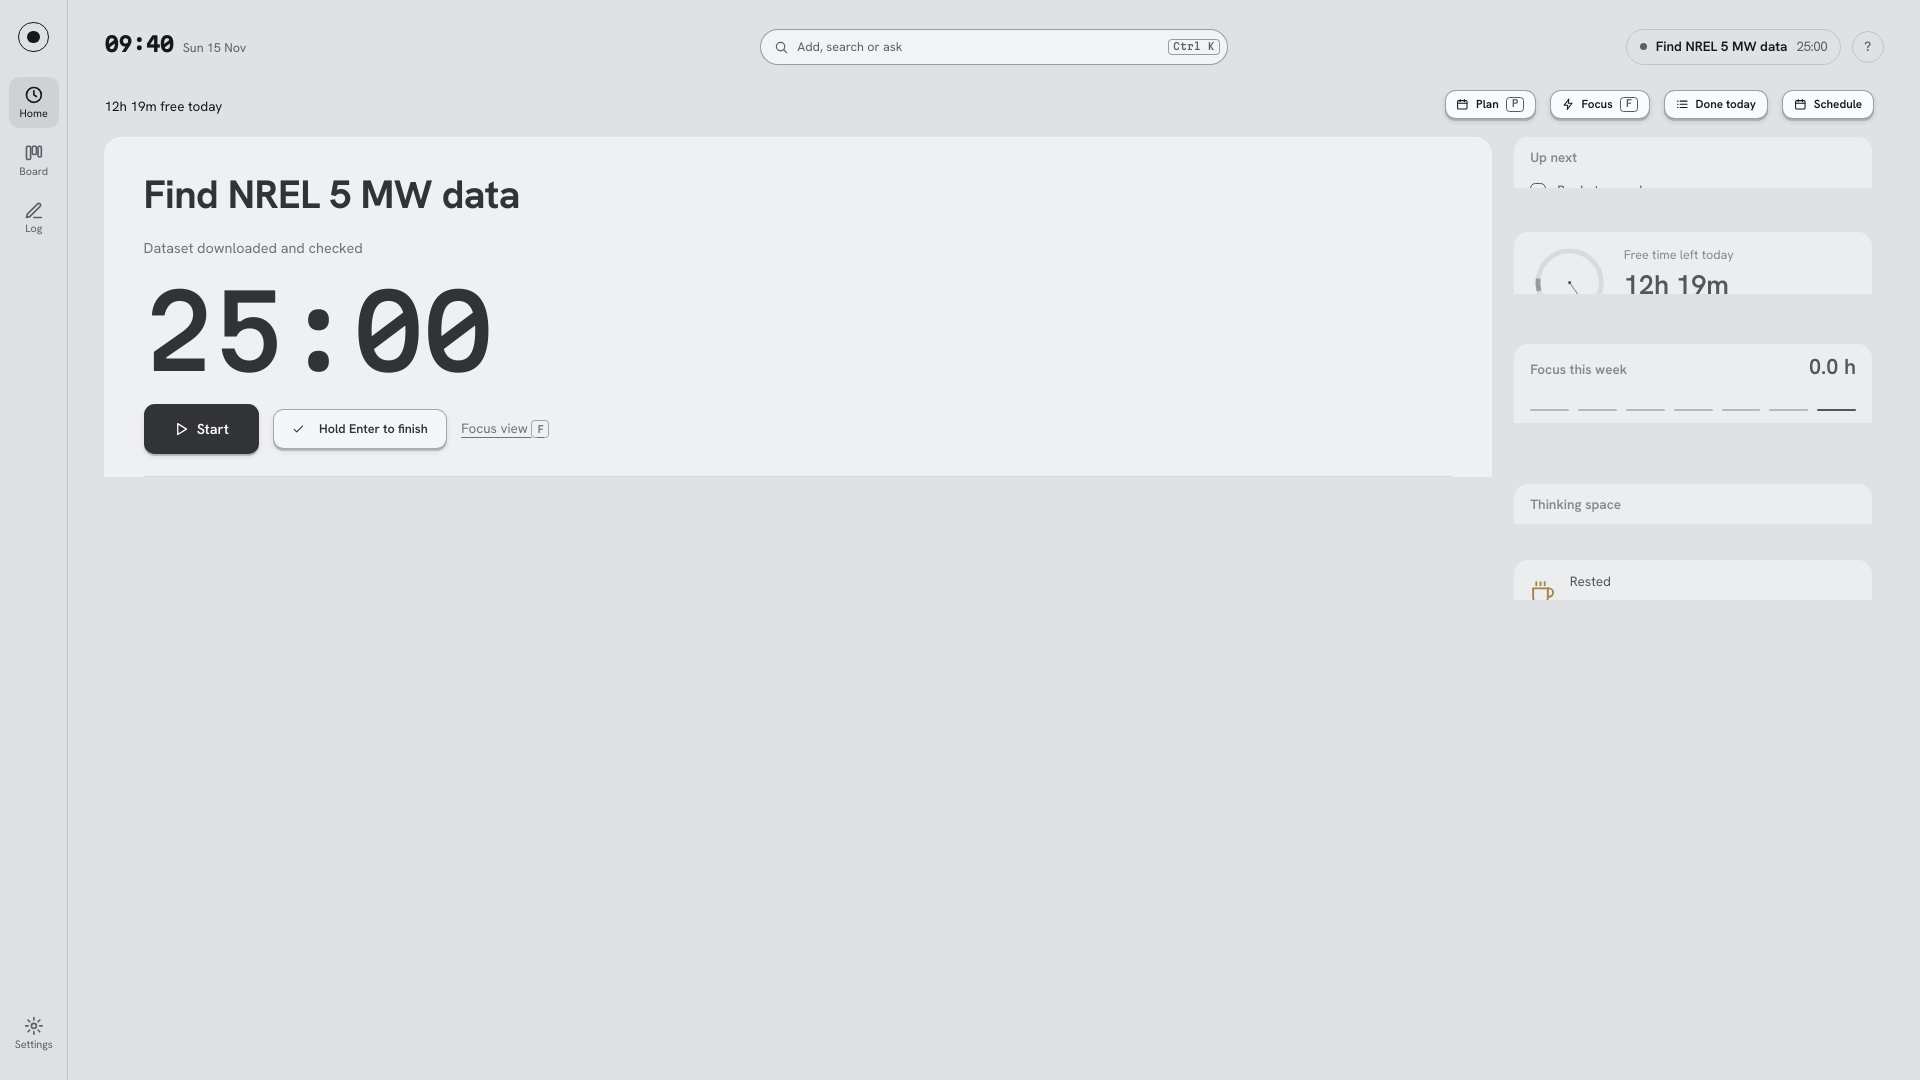 09:40 Sun 15 Nov
Add, search or ask
Ctrl K
Find NREL 5 MW data 25:00
?
Home
Board
Log
Settings
12h 19m free today
Plan P
Focus F
Done today
Schedule
Find NREL 5 MW data
Dataset downloaded and checked
25:00
Start
Hold Enter to finish
Focus view F
Up next
Free time left today
12h 19m
Focus this week
0.0 h
Thinking space
Rested